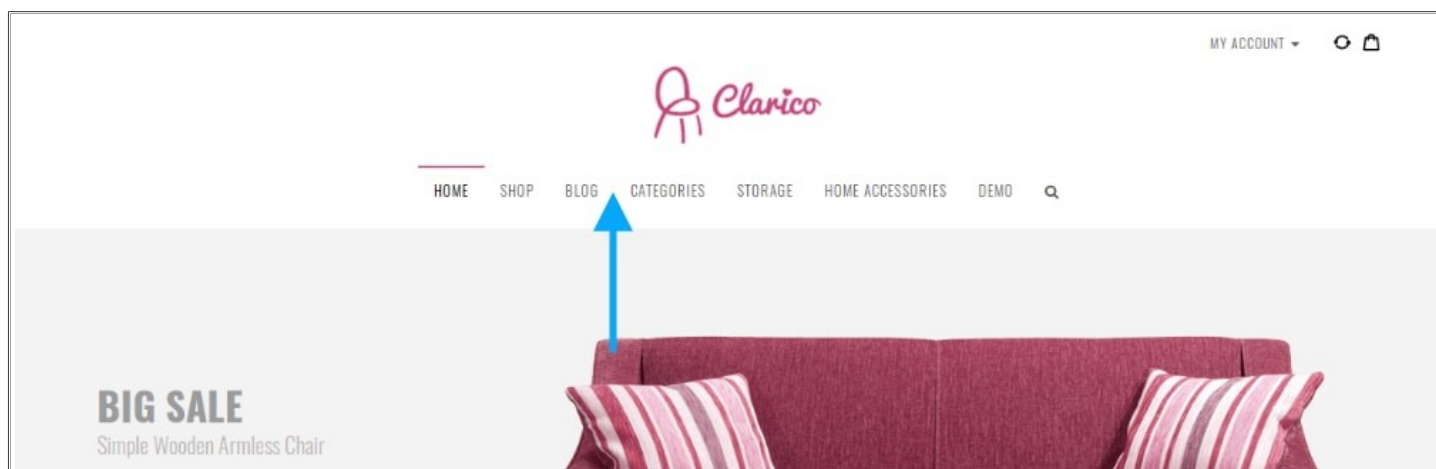 MY ACCOUNT
Clarico
HOME SHOP BLOG CATEGORIES STORAGE HOME ACCESSORIES DEMO
BIG SALE
Simple Wooden Armless Chair